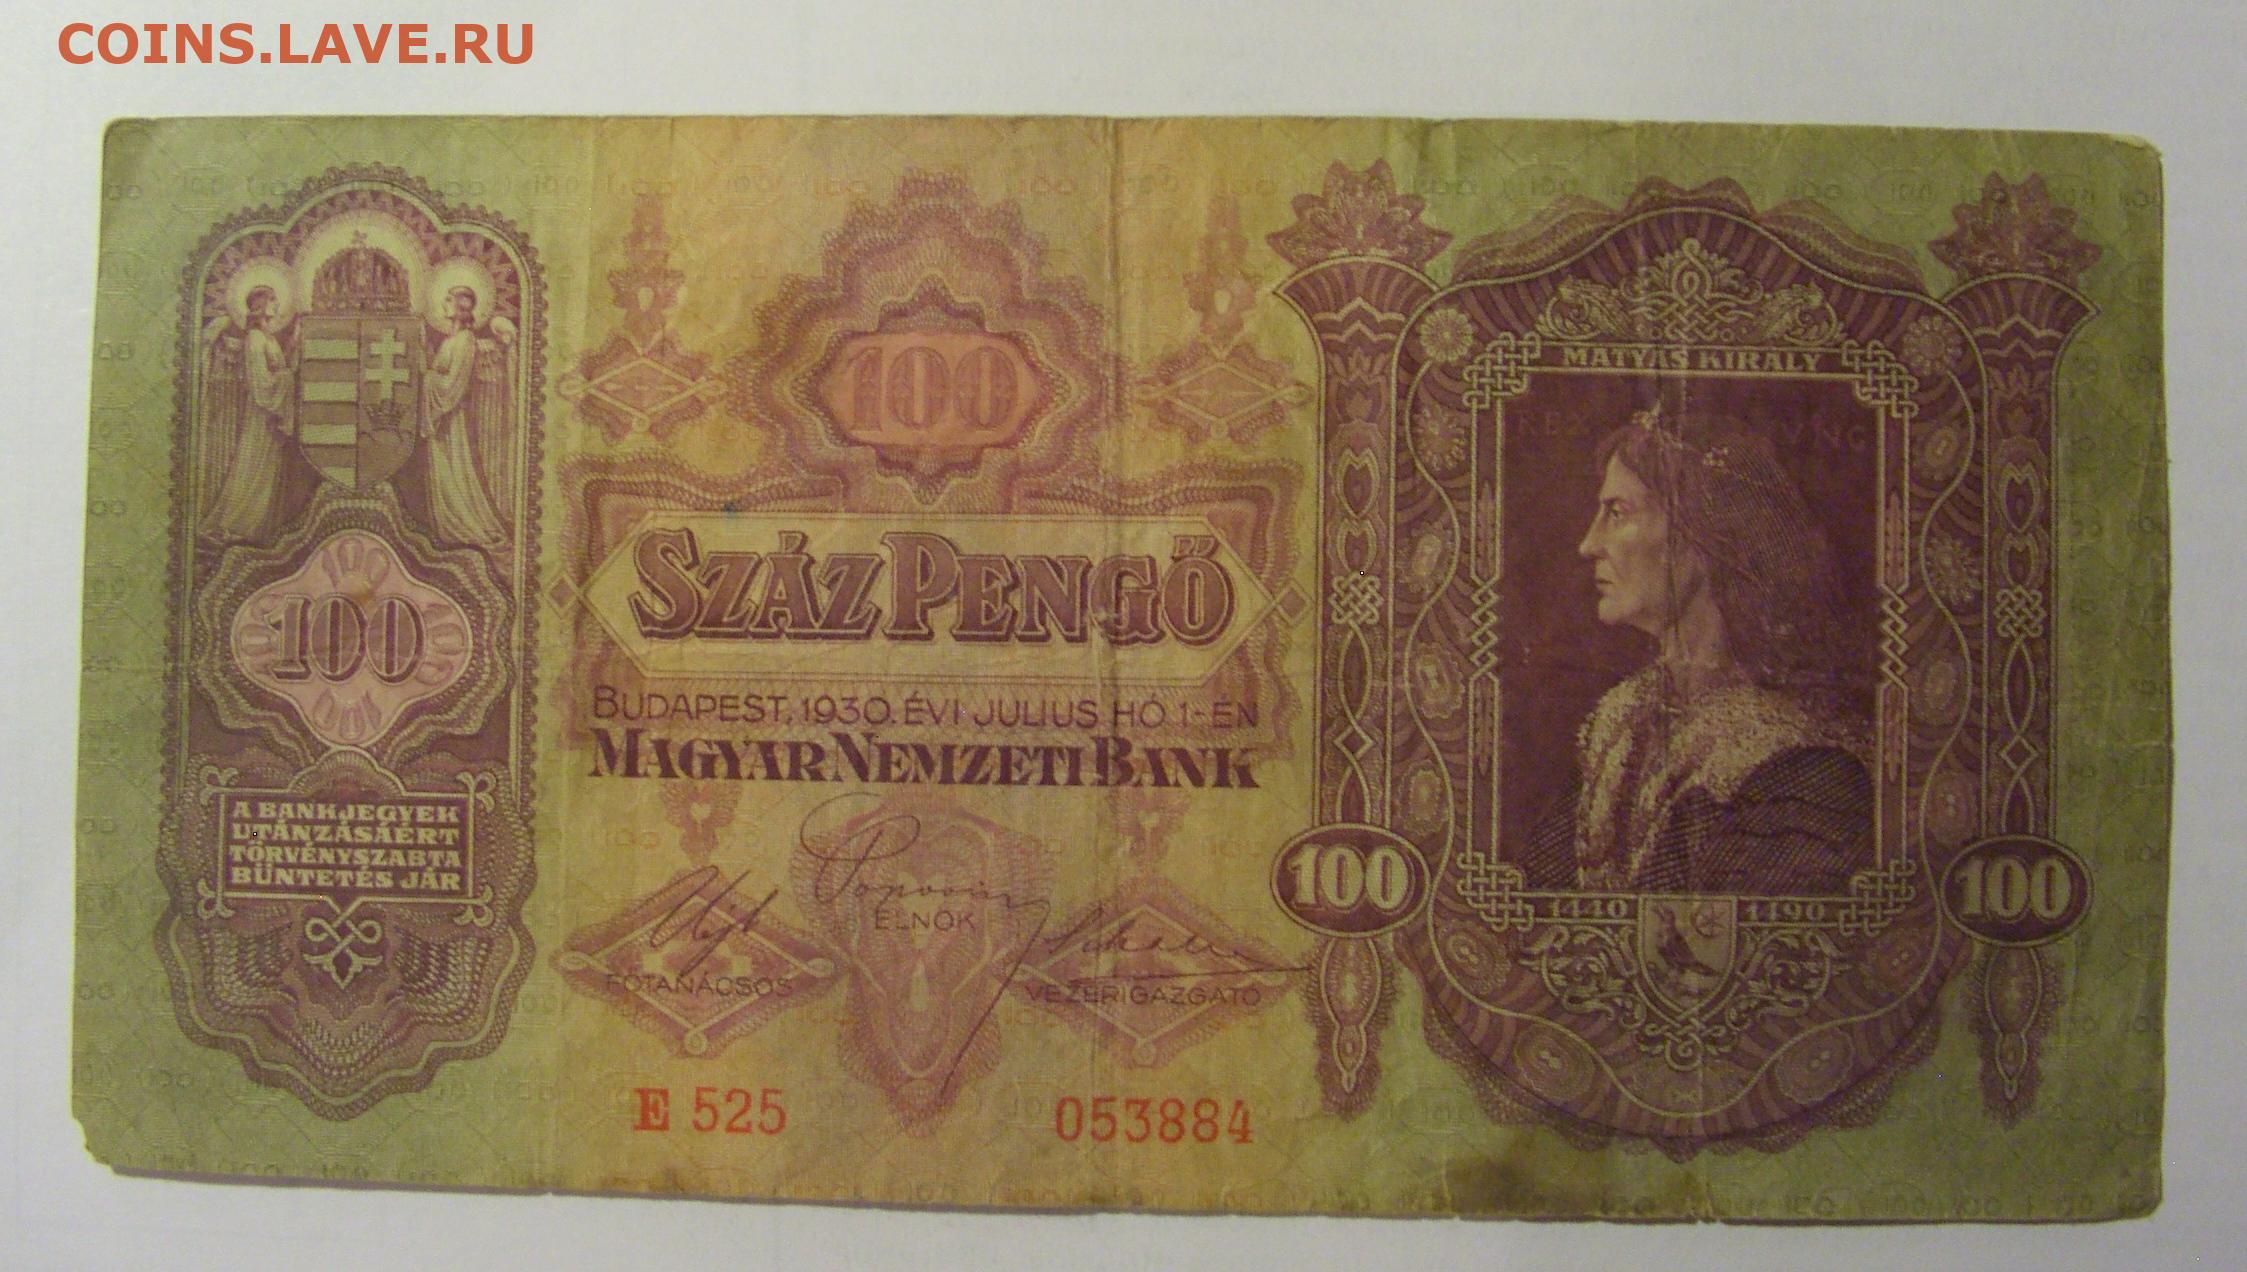 COINS.LAVE.RU
100
MATYAS KIRÁLY
SZÁZ PENGŐ
100
BUDAPEST, 1930. ÉVI JULIUS HÓ 1-ÉN
MAGYAR NEMZETI BANK
A BANKJEGYEK
UTÁNZÁSÁÉRT
TÖRVÉNYSZABTA
BÜNTETÉS JÁR
100
100
ELNÖK
1440 1490
FŐTANÁCSOS
VEZÉRIGAZGATÓ
E 525
053884